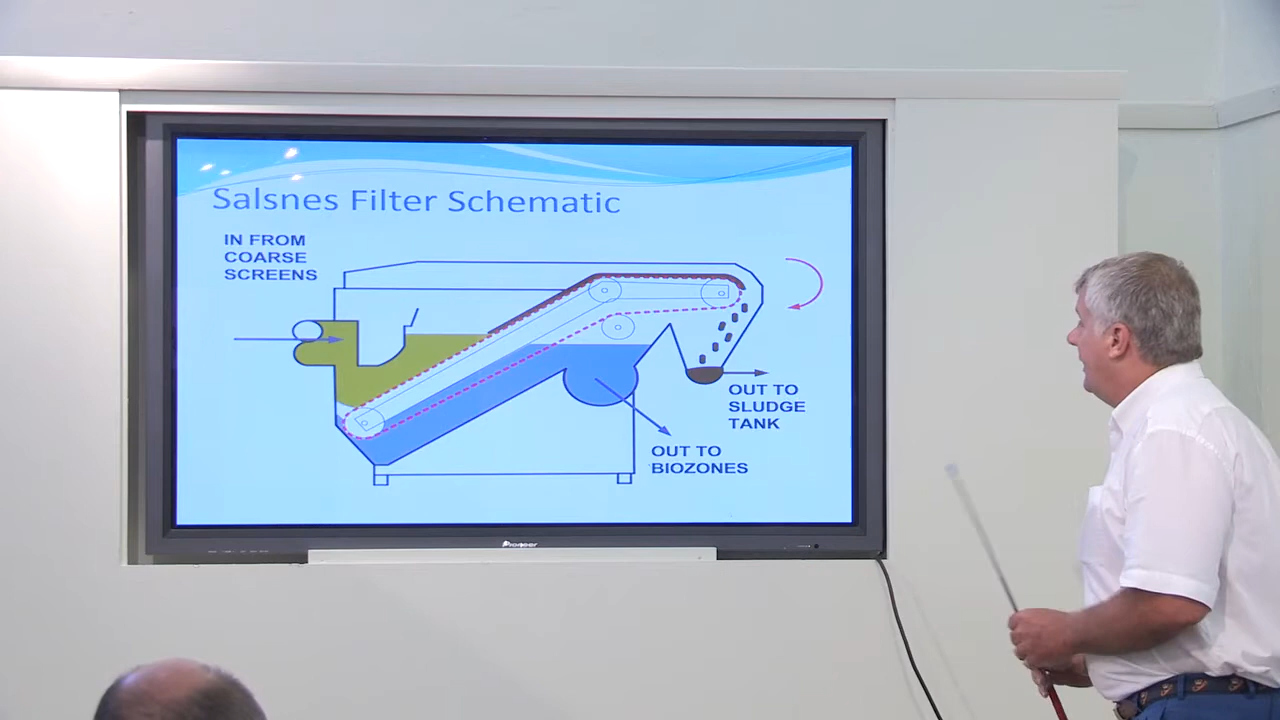 Salsnes Filter Schematic
IN FROM
COARSE
SCREENS
OUT TO
SLUDGE
TANK
OUT TO
BIOZONES
Pioneer